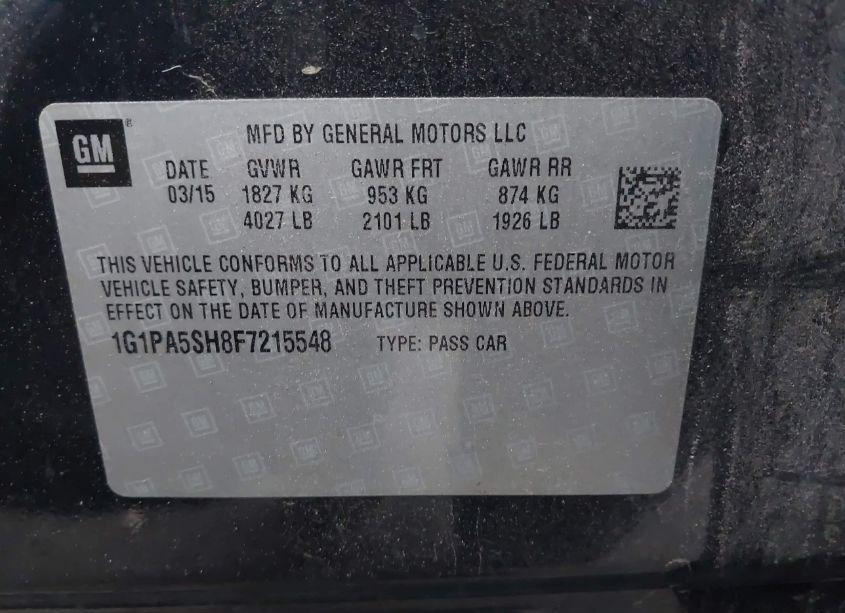 GM
MFD BY GENERAL MOTORS LLC
DATE GVWR GAWR FRT GAWR RR
03/15 1827 KG 953 KG 874 KG
4027 LB 2101 LB 1926 LB
THIS VEHICLE CONFORMS TO ALL APPLICABLE U.S. FEDERAL MOTOR
VEHICLE SAFETY, BUMPER, AND THEFT PREVENTION STANDARDS IN
EFFECT ON THE DATE OF MANUFACTURE SHOWN ABOVE.
1G1PA5SH8F7215548 TYPE: PASS CAR